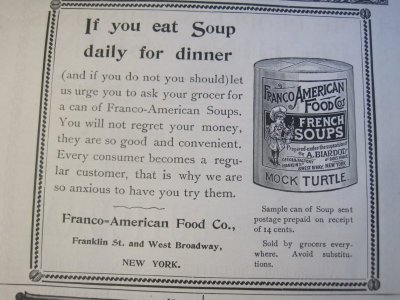 If you eat Soup
daily for dinner
(and if you do not you should) let
us urge you to ask your grocer for
a can of Franco-American Soups.
You will not regret your money,
they are so good and convenient.
Every consumer becomes a regu-
lar customer, that is why we are
so anxious to have you try them.
Franco=American Food Co.,
Franklin St. and West Broadway,
NEW YORK.
FRANCO AMERICAN
FOOD Co's
FRENCH
SOUPS
Prepared under the supervision
A. BIARDOT
MOCK TURTLE.
Sample can of Soup sent
postage prepaid on receipt
of 14 cents.
Sold by grocers every-
where. Avoid substitu-
tions.